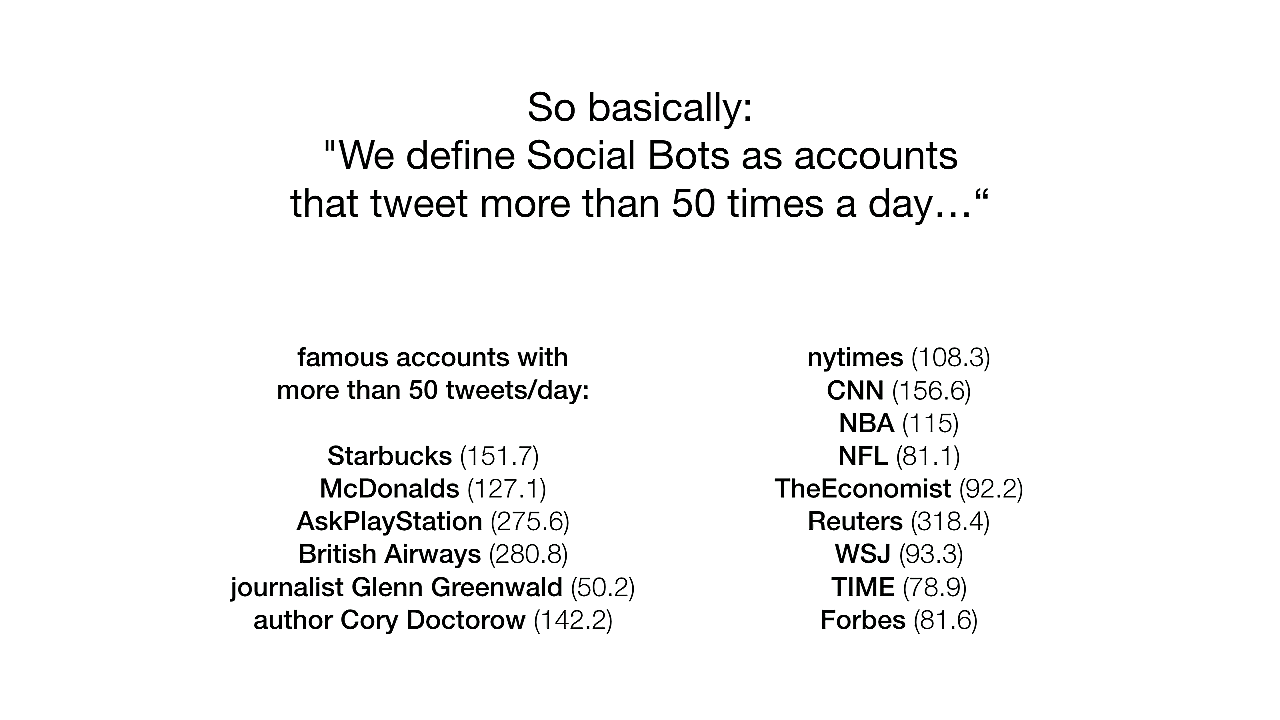 So basically:
"We define Social Bots as accounts
that tweet more than 50 times a day…“
famous accounts with
more than 50 tweets/day:
Starbucks (151.7)
McDonalds (127.1)
AskPlayStation (275.6)
British Airways (280.8)
journalist Glenn Greenwald (50.2)
author Cory Doctorow (142.2)
nytimes (108.3)
CNN (156.6)
NBA (115)
NFL (81.1)
TheEconomist (92.2)
Reuters (318.4)
WSJ (93.3)
TIME (78.9)
Forbes (81.6)